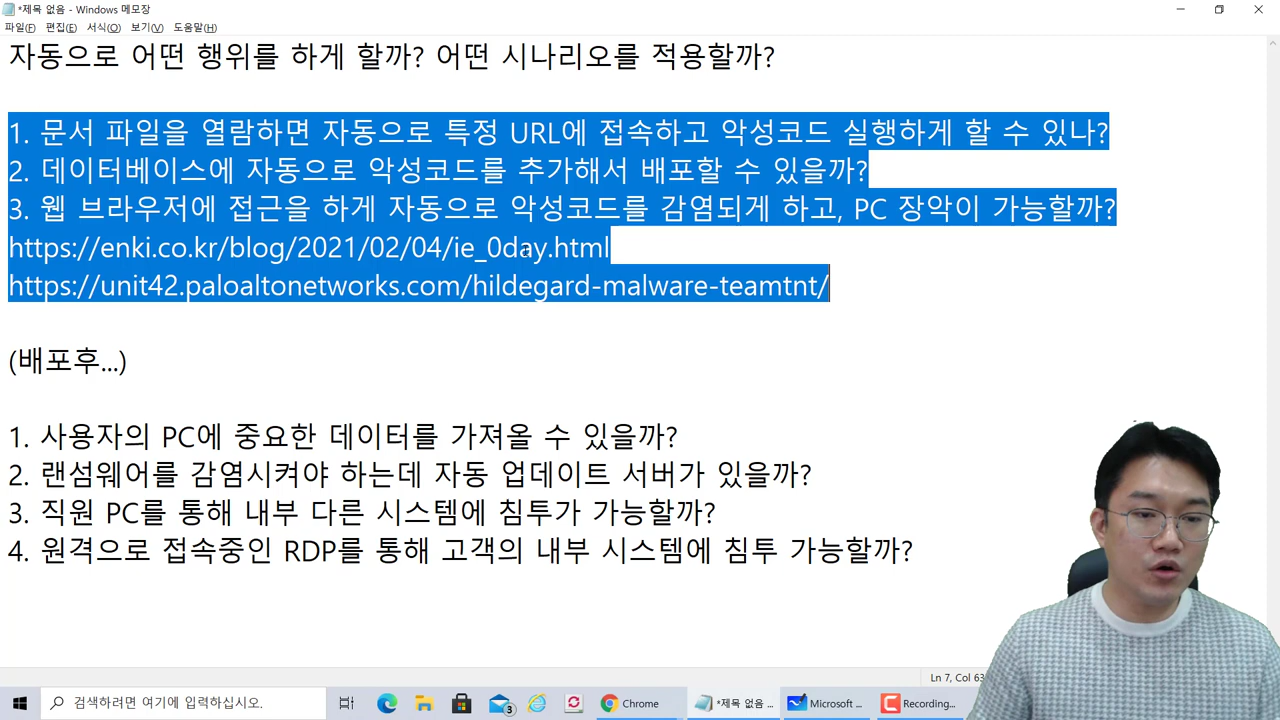 *제목 없음 - Windows 메모장
파일(F) 편집(E) 서식(O) 보기(V) 도움말(H)
자동으로 어떤 행위를 하게 할까? 어떤 시나리오를 적용할까?
1. 문서 파일을 열람하면 자동으로 특정 URL에 접속하고 악성코드 실행하게 할 수 있나?
2. 데이터베이스에 자동으로 악성코드를 추가해서 배포할 수 있을까?
3. 웹 브라우저에 접근을 하게 자동으로 악성코드를 감염되게 하고, PC 장악이 가능할까?
https://enki.co.kr/blog/2021/02/04/ie_0day.html
https://unit42.paloaltonetworks.com/hildegard-malware-teamtnt/
(배포후...)
1. 사용자의 PC에 중요한 데이터를 가져올 수 있을까?
2. 랜섬웨어를 감염시켜야 하는데 자동 업데이트 서버가 있을까?
3. 직원 PC를 통해 내부 다른 시스템에 침투가 가능할까?
4. 원격으로 접속중인 RDP를 통해 고객의 내부 시스템에 침투 가능할까?
Ln 7, Col 63
검색하려면 여기에 입력하십시오.
3
Chrome
*제목 없음 ...
Microsoft ...
Recording...